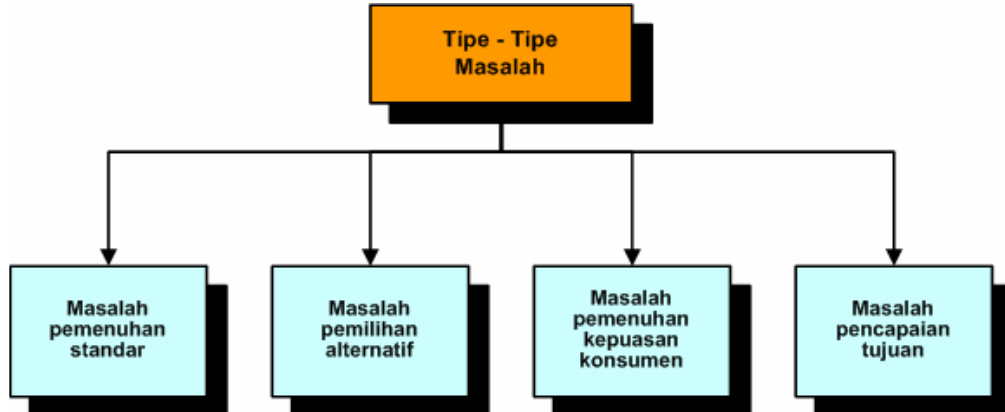 Tipe - Tipe
Masalah
Masalah
pemenuhan
standar
Masalah
pemilihan
alternatif
Masalah
pemenuhan
kepuasan
konsumen
Masalah
pencapaian
tujuan